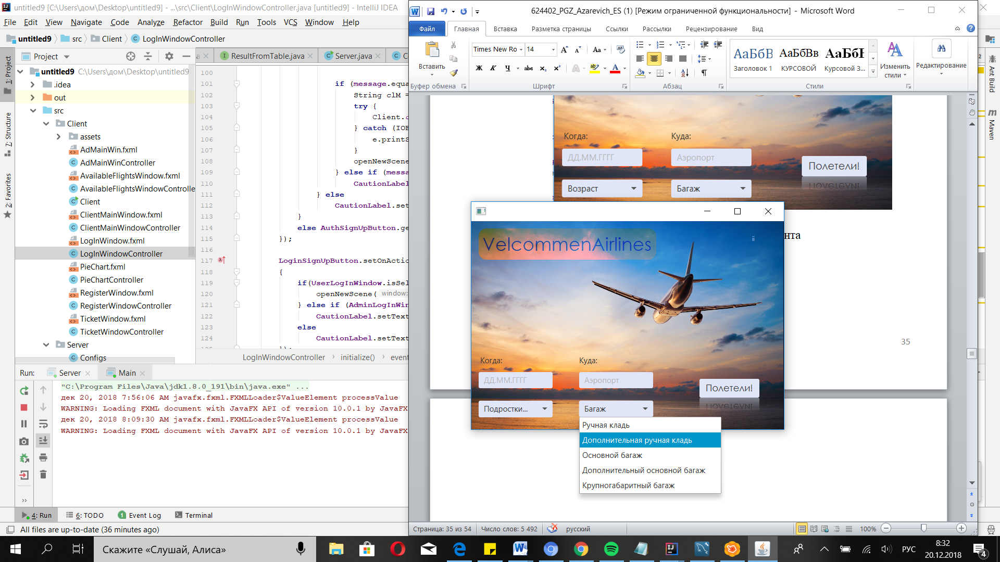 untitled9 [C:\Users\дом\Desktop\untitled9] - ...\src\Client\LogInWindowController.java [untitled9] - IntelliJ IDEA
File Edit View Navigate Code Analyze Refactor Build Run Tools VCS Window Help
untitled9 src Client LogInWindowController
Project
ResultFromTable.java Server.java
1: Project
7: Structure
2: Favorites
untitled9 C:\Users\дом\Desktop\untitled9
.idea
out
src
Client
assets
AdMainWin.fxml
AdMainWinController
AvailableFlightsWindow.fxml
AvailableFlightsWindowControlle
Client
ClientMainWindow.fxml
ClientMainWindowController
LogInWindow.fxml
LogInWindowController
PieChart.fxml
PieChartController
RegisterWindow.fxml
RegisterWindowController
TicketWindow.fxml
TicketWindowController
Server
Configs
100
101 if (message.equa
102 String clM =
103 try {
104 Client.
105 } catch (IOE
106 e.printS
107 }
108 openNewScene
109 } else if (messa
110 CautionLabel
111 } else
112 CautionLabel.set
113 }
114 else AuthSignUpButton.ge
115 });
116
117 LoginSignUpButton.setOnActio
118 {
119 if(UserLogInWindow.isSel
120 openNewScene( window:
121 } else if (AdminLogInWin
122 CautionLabel.setText
123 else
124 CautionLabel.setText
LogInWindowController › initialize() › event
Run: Server Main
"C:\Program Files\Java\jdk1.8.0_191\bin\java.exe" ...
дек 20, 2018 7:56:06 AM javafx.fxml.FXMLLoader$ValueElement processValue
WARNING: Loading FXML document with JavaFX API of version 10.0.1 by JavaFX
дек 20, 2018 8:09:30 AM javafx.fxml.FXMLLoader$ValueElement processValue
WARNING: Loading FXML document with JavaFX API of version 10.0.1 by JavaFX
4: Run 6: TODO Event Log Terminal
All files are up-to-date (36 minutes ago)
624402_PGZ_Azarevich_ES (1) [Режим ограниченной функциональности] - Microsoft Word
Файл Главная Вставка Разметка страницы Ссылки Рассылки Рецензирование Вид
Вставить
Times New Ro 14
Aa
Ж К Ч abc x₂ x²
АаБбВ АаБбВв АаБбІ
Заголовок 1 КУРСОВОЙ Курсовой З...
Изменить стили
Редактирование
Буфер обмена Шрифт Абзац Стили
Когда: Куда:
ДД.ММ.ГГГГ Аэропорт
Полетели!
Возраст Багаж
нта
35
VelcommenAirlines
Когда: Куда:
ДД.ММ.ГГГГ Аэропорт
Полетели!
Подростки... Багаж
Ручная кладь
Дополнительная ручная кладь
Основной багаж
Дополнительный основной багаж
Крупногабаритный багаж
Страница: 35 из 54 Число слов: 5 492 русский 100%
Ant Build
Maven
Скажите «Слушай, Алиса»
РУС
8:32
20.12.2018
4